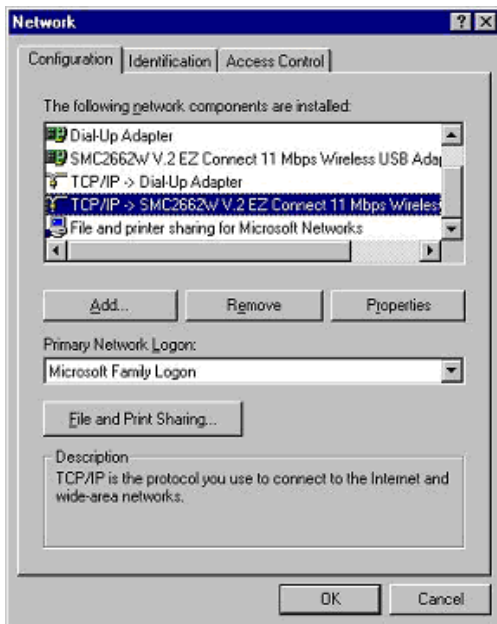 Network
Configuration Identification Access Control
The following network components are installed:
Dial-Up Adapter
SMC2662W V.2 EZ Connect 11 Mbps Wireless USB Adap
TCP/IP -> Dial-Up Adapter
TCP/IP -> SMC2662W V.2 EZ Connect 11 Mbps Wireles
File and printer sharing for Microsoft Networks
Add... Remove Properties
Primary Network Logon:
Microsoft Family Logon
File and Print Sharing...
Description
TCP/IP is the protocol you use to connect to the Internet and
wide-area networks.
OK Cancel